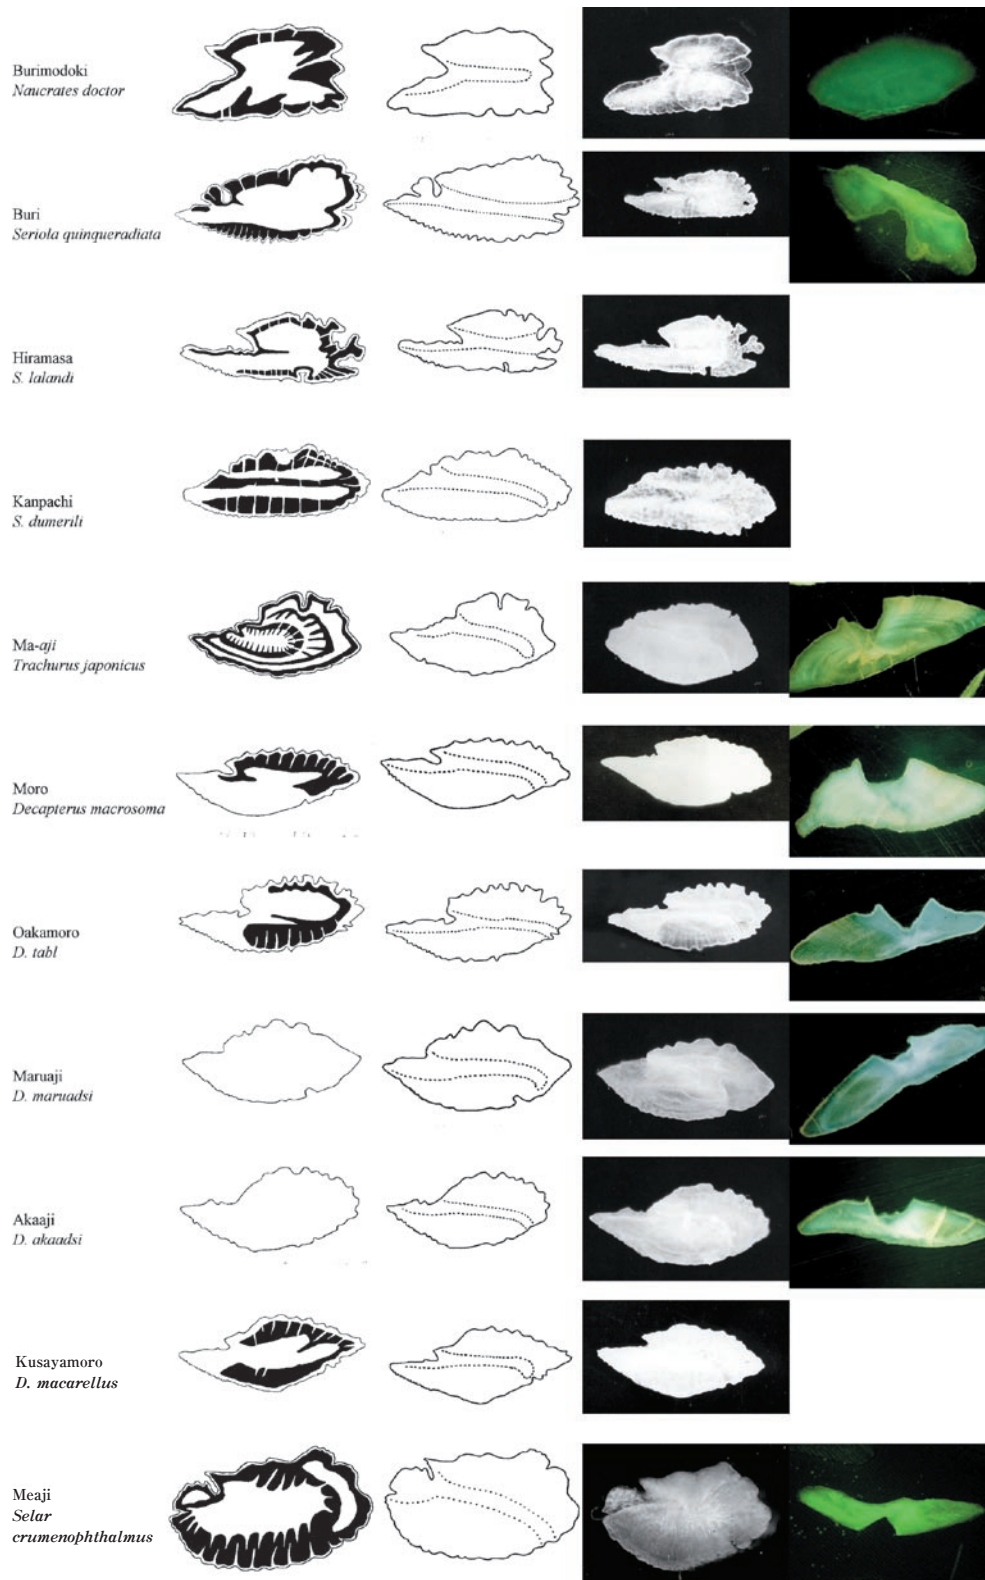 Burimodoki
Naucrates doctor
Buri
Seriola quinqueradiata
Hiramasa
S. lalandi
Kanpachi
S. dumerili
Ma-aji
Trachurus japonicus
Moro
Decapterus macrosoma
Oakamoro
D. tabl
Maruaji
D. maruadsi
Akaaji
D. akaadsi
Kusayamoro
D. macarellus
Meaji
Selar
crumenophthalmus